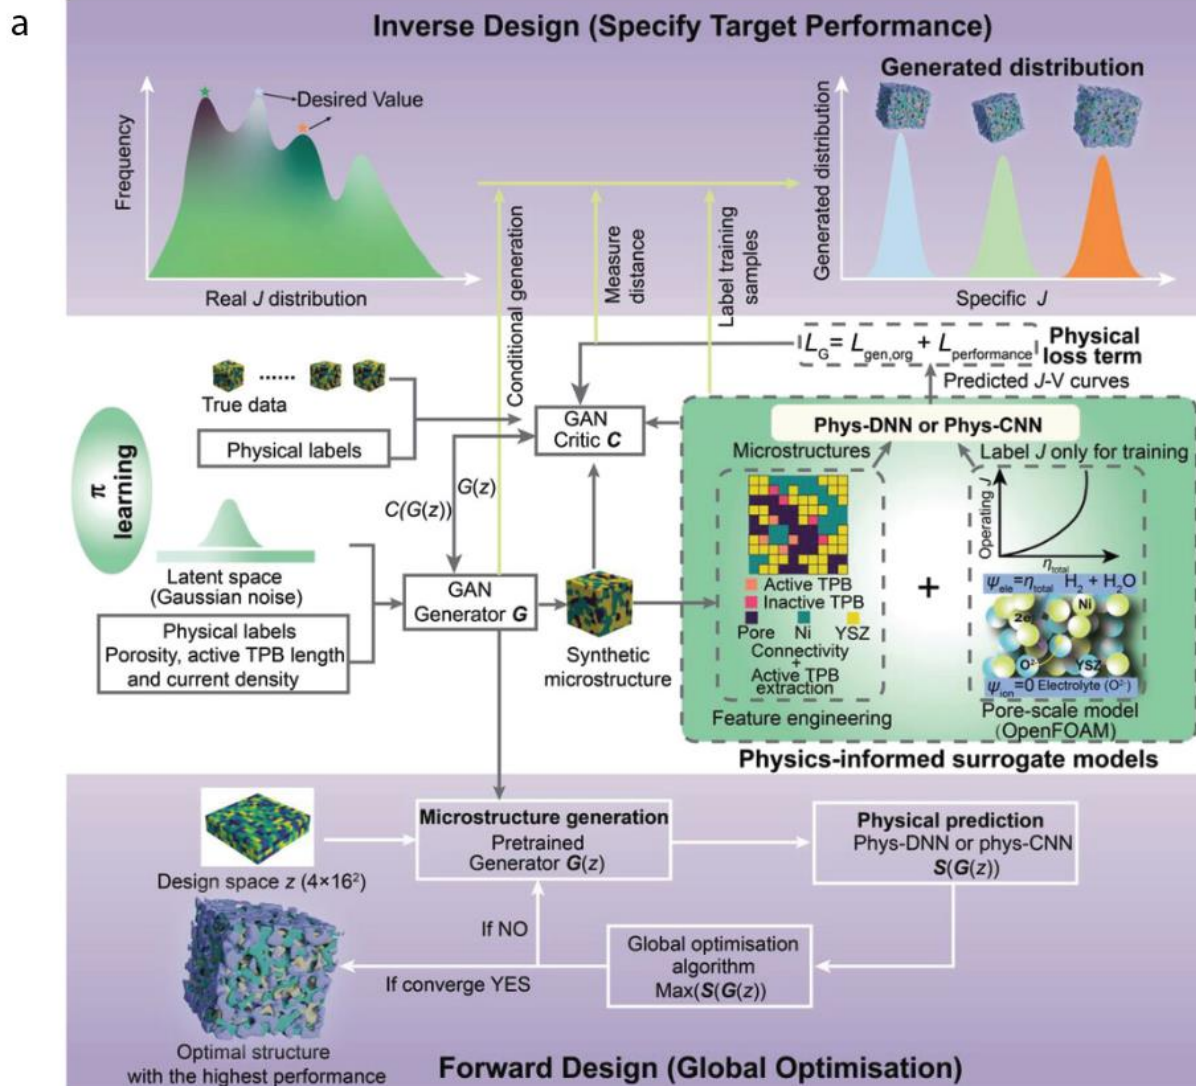 a
Inverse Design (Specify Target Performance)
Frequency
Desired Value
Real J distribution
Generated distribution
Generated distribution
Specific J
Conditional generation
Measure
distance
Label training
samples
L_G = L_gen,org + L_performance
Physical
loss term
Predicted J-V curves
......
True data
Physical labels
GAN
Critic C
π
learning
G(z)
C(G(z))
Latent space
(Gaussian noise)
Physical labels
Porosity, active TPB length
and current density
GAN
Generator G
Synthetic
microstructure
Phys-DNN or Phys-CNN
Microstructures
Label J only for training
Active TPB
Inactive TPB
Pore Ni YSZ
Connectivity
+
Active TPB
extraction
Feature engineering
+
Operating J
η_total
ψ_ele=η_total H₂ + H₂O
Ni
2e⁻
O²⁻
YSZ
ψ_ion=0 Electrolyte (O²⁻)
Pore-scale model
(OpenFOAM)
Physics-informed surrogate models
Design space z (4×16²)
Microstructure generation
Pretrained
Generator G(z)
Physical prediction
Phys-DNN or phys-CNN
S(G(z))
If NO
Global optimisation
algorithm
Max(S(G(z))
If converge YES
Optimal structure
with the highest performance
Forward Design (Global Optimisation)